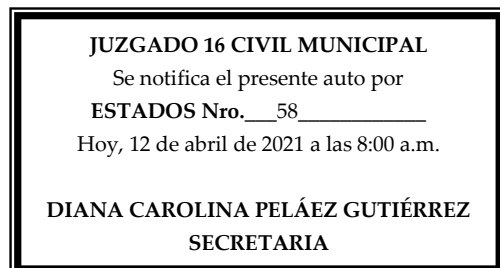 JUZGADO 16 CIVIL MUNICIPAL
Se notifica el presente auto por
ESTADOS Nro.___58____________
Hoy, 12 de abril de 2021 a las 8:00 a.m.
DIANA CAROLINA PELÁEZ GUTIÉRREZ
SECRETARIA